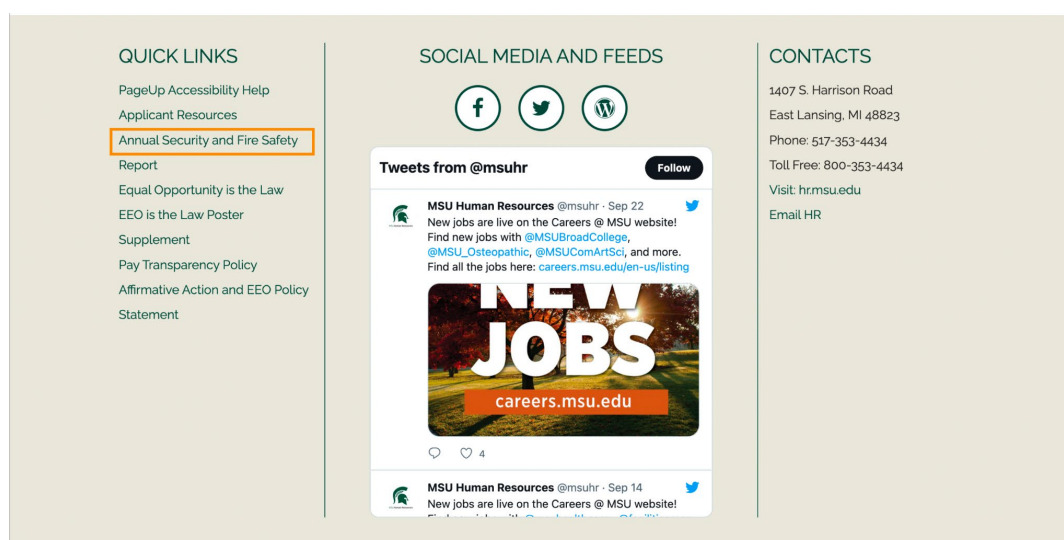 QUICK LINKS
PageUp Accessibility Help
Applicant Resources
Annual Security and Fire Safety
Report
Equal Opportunity is the Law
EEO is the Law Poster
Supplement
Pay Transparency Policy
Affirmative Action and EEO Policy
Statement
SOCIAL MEDIA AND FEEDS
Tweets from @msuhr
Follow
MSU Human Resources @msuhr · Sep 22
New jobs are live on the Careers @ MSU website!
Find new jobs with @MSUBroadCollege,
@MSU_Osteopathic, @MSUComArtSci, and more.
Find all the jobs here: careers.msu.edu/en-us/listing
NEW
JOBS
careers.msu.edu
4
MSU Human Resources @msuhr · Sep 14
New jobs are live on the Careers @ MSU website!
CONTACTS
1407 S. Harrison Road
East Lansing, MI 48823
Phone: 517-353-4434
Toll Free: 800-353-4434
Visit: hr.msu.edu
Email HR